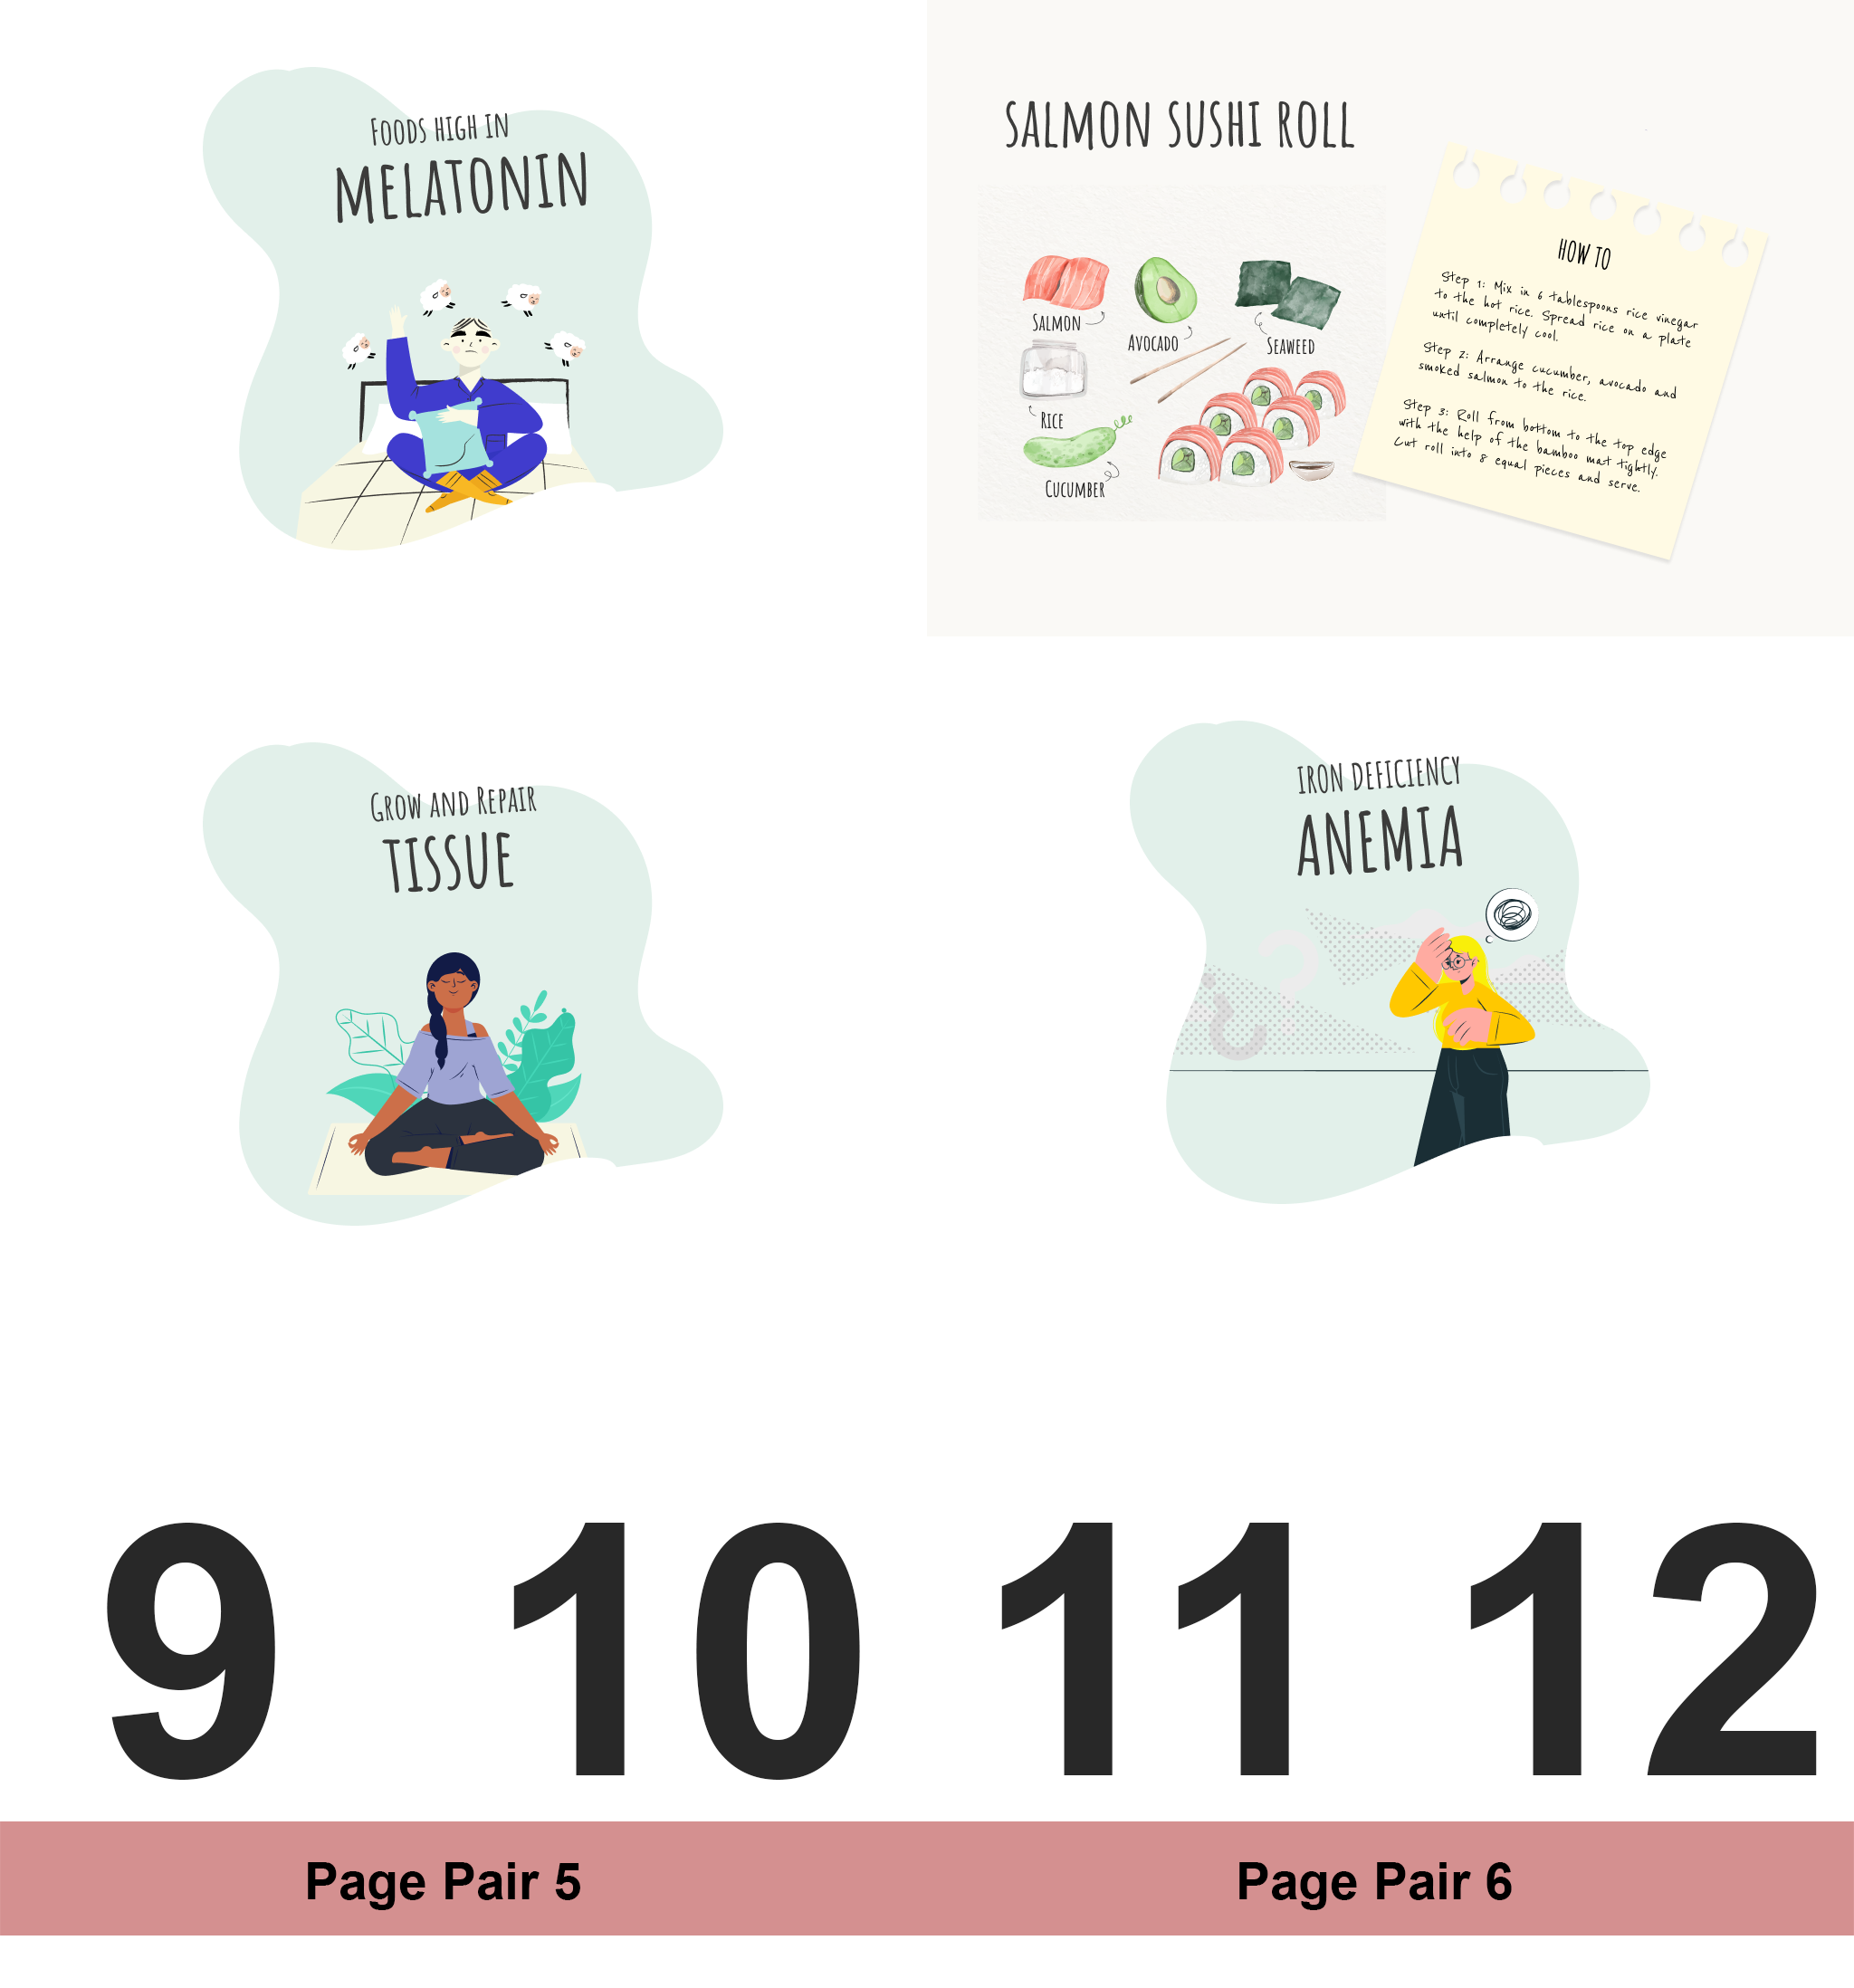 Foods high in
MELATONIN
SALMON SUSHI ROLL
Salmon
Avocado
Seaweed
Rice
Cucumber
HOW TO
Step 1: Mix in 6 tablespoons rice vinegar
to the hot rice. Spread rice on a plate
until completely cool.
Step 2: Arrange cucumber, avocado and
smoked salmon to the rice.
Step 3: Roll from bottom to the top edge
with the help of the bamboo mat tightly.
Cut roll into 8 equal pieces and serve.
Grow and Repair
TISSUE
IRON DEFICIENCY
ANEMIA
9 10 11 12
Page Pair 5 Page Pair 6